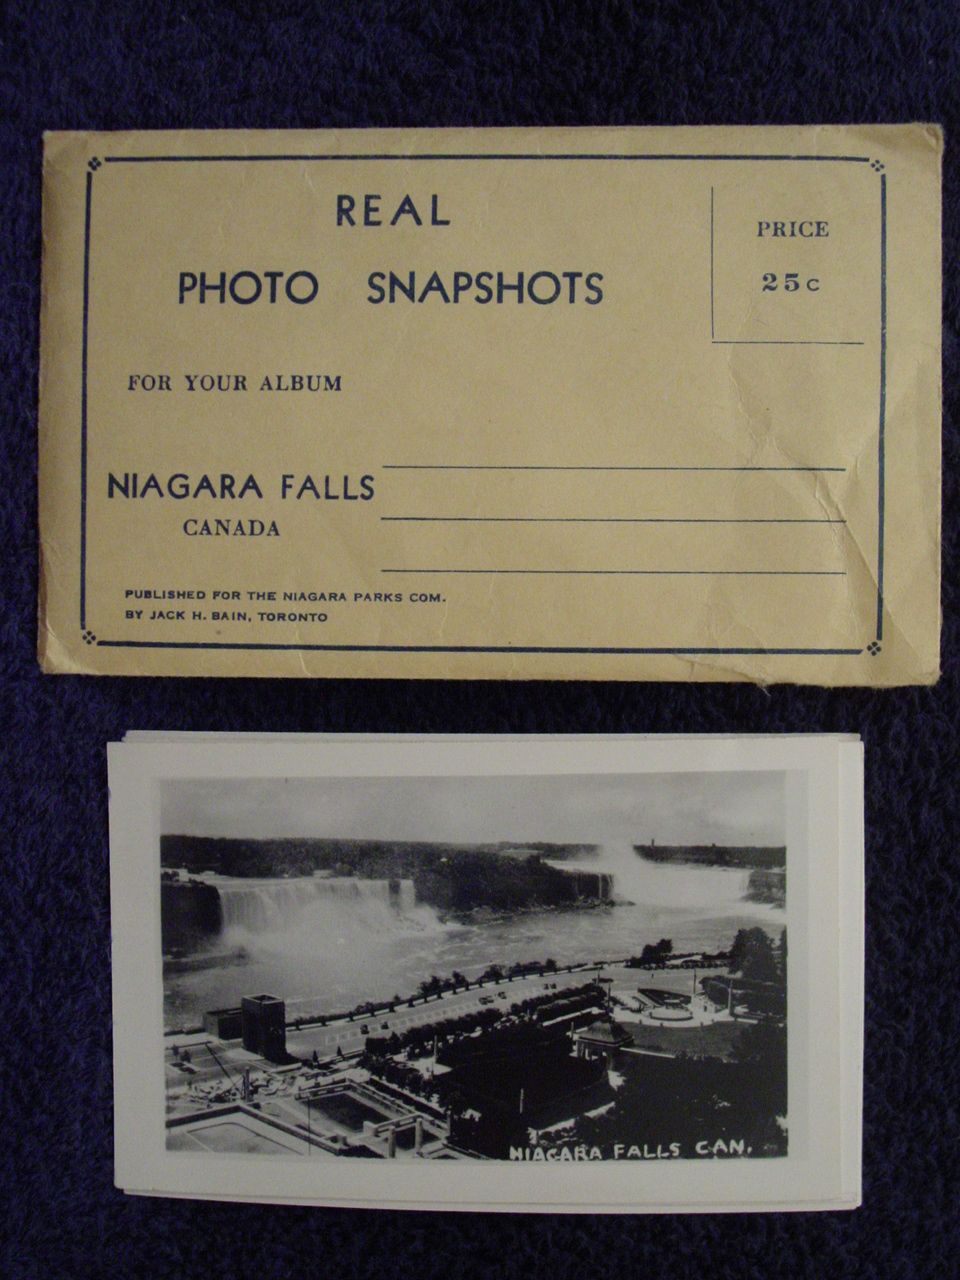 REAL
PHOTO SNAPSHOTS
PRICE
25c
FOR YOUR ALBUM
NIAGARA FALLS
CANADA
PUBLISHED FOR THE NIAGARA PARKS COM.
BY JACK H. BAIN, TORONTO
NIAGARA FALLS CAN.